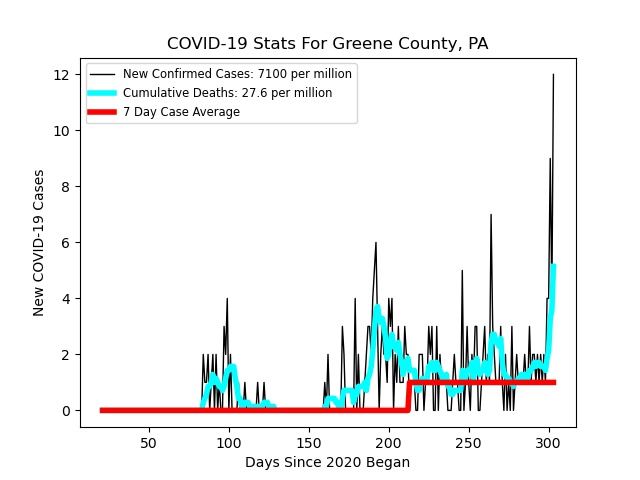 COVID-19 Stats For Greene County, PA
New Confirmed Cases: 7100 per million
Cumulative Deaths: 27.6 per million
7 Day Case Average
New COVID-19 Cases
12
10
8
6
4
2
0
50 100 150 200 250 300
Days Since 2020 Began